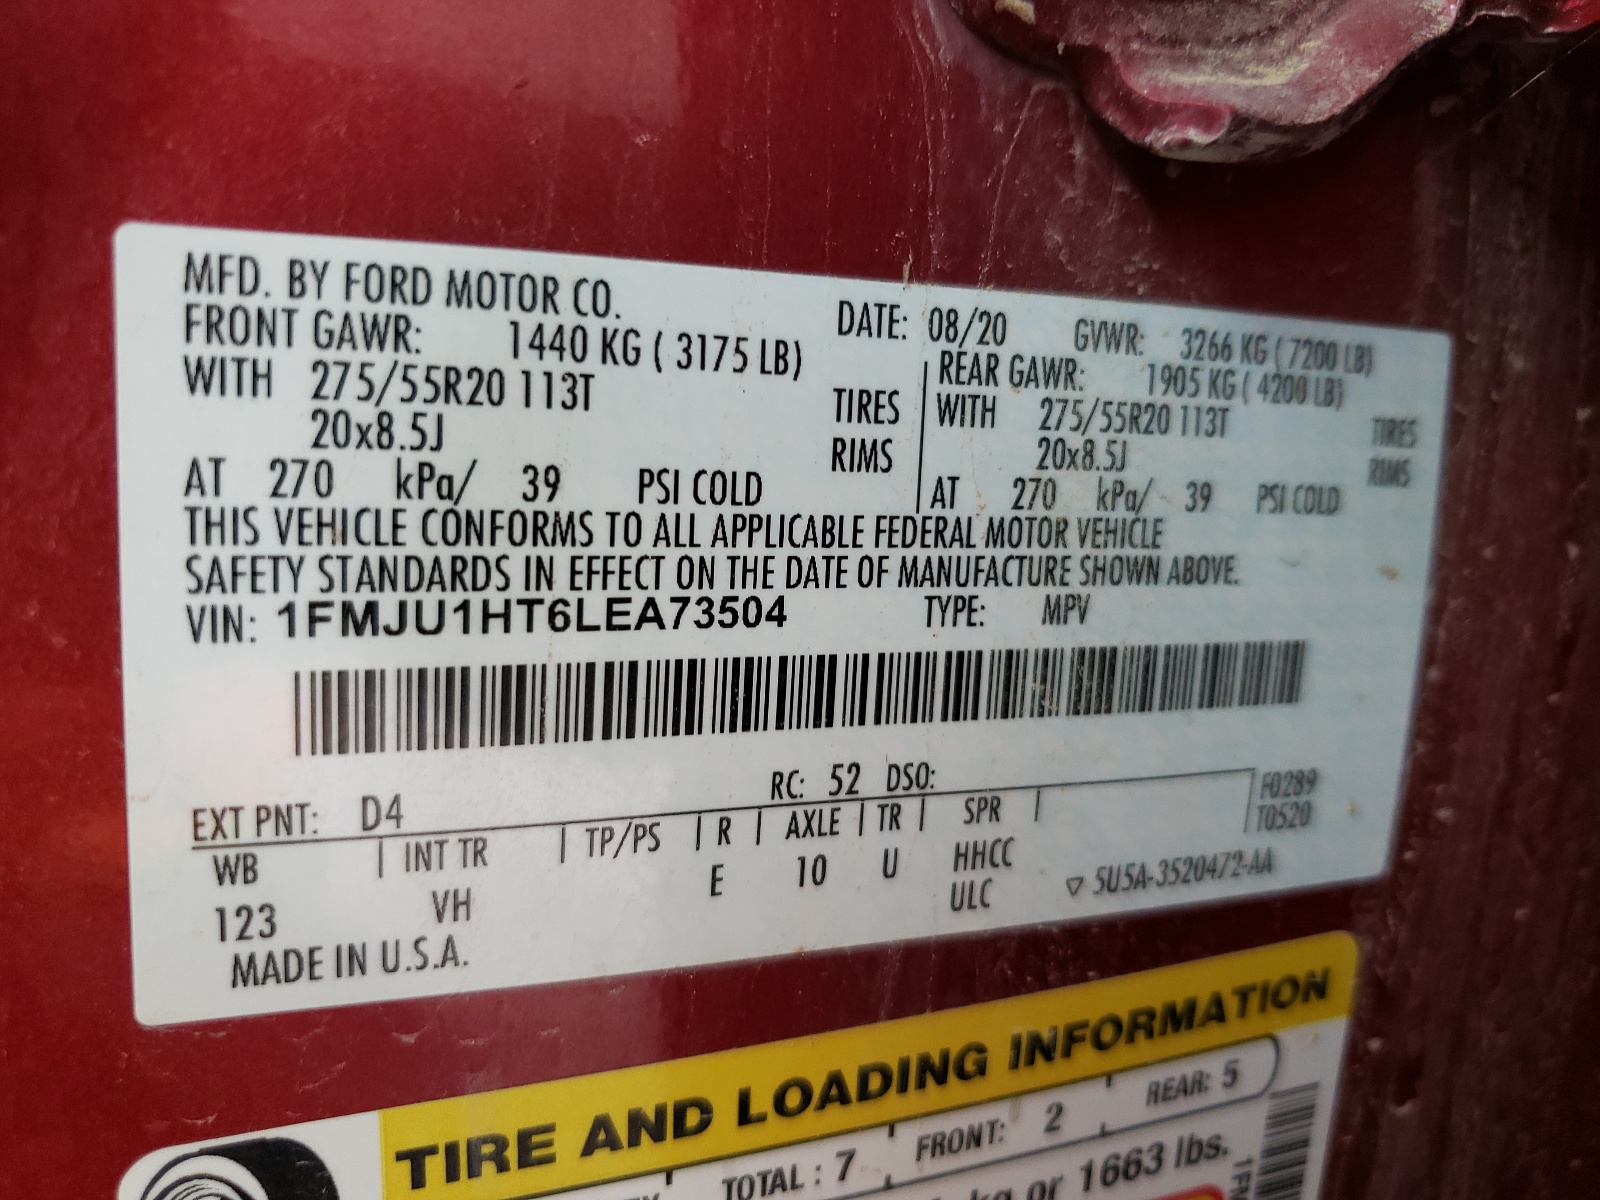 MFD. BY FORD MOTOR CO. DATE: 08/20 GVWR: 3266 KG ( 7200 LB)
FRONT GAWR: 1440 KG ( 3175 LB) REAR GAWR: 1905 KG ( 4200 LB)
WITH 275/55R20 113T TIRES WITH 275/55R20 113T TIRES
20x8.5J RIMS 20x8.5J RIMS
AT 270 kPa/ 39 PSI COLD AT 270 kPa/ 39 PSI COLD
THIS VEHICLE CONFORMS TO ALL APPLICABLE FEDERAL MOTOR VEHICLE
SAFETY STANDARDS IN EFFECT ON THE DATE OF MANUFACTURE SHOWN ABOVE.
VIN: 1FMJU1HT6LEA73504 TYPE: MPV
EXT PNT: D4 RC: 52 DSO: F0289
WB INT TR TP/PS R AXLE TR SPR T0520
123 VH E 10 U HHCC
ULC ▽ 5U5A-3520472-AA
MADE IN U.S.A.
TIRE AND LOADING INFORMATION
TOTAL : 7 FRONT: 2 REAR: 5
kg or 1663 lbs.